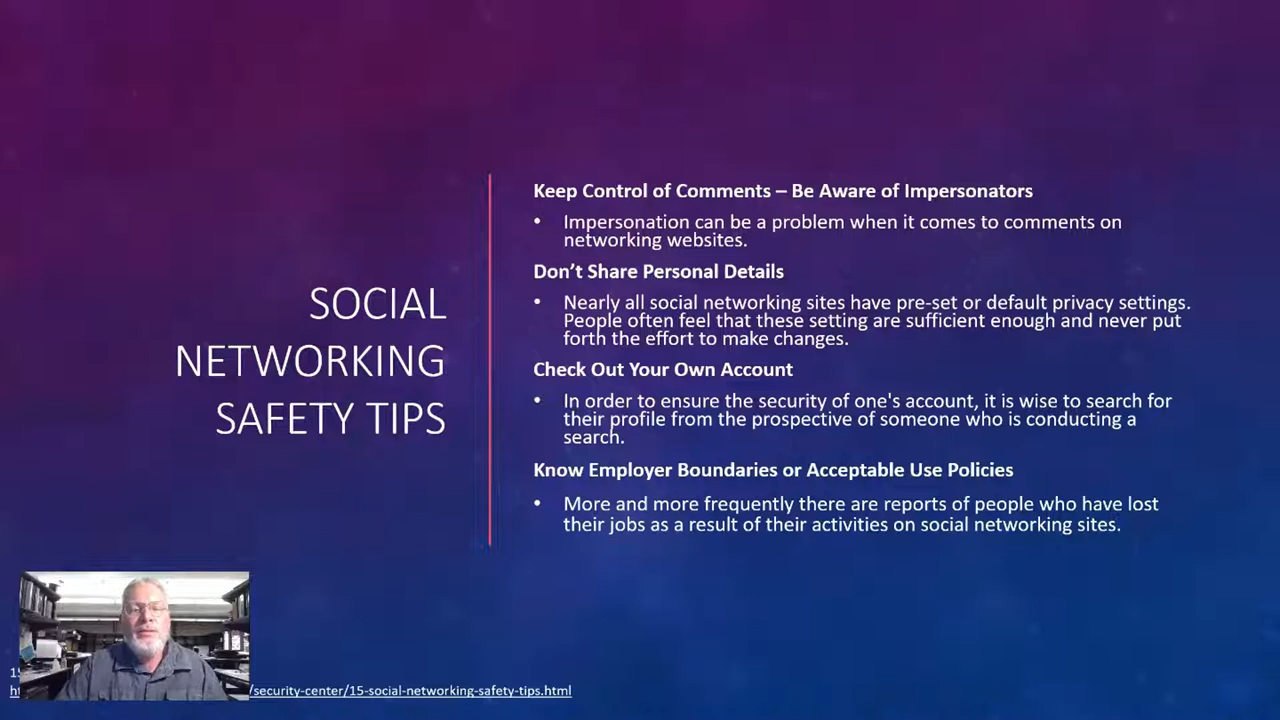 SOCIAL
NETWORKING
SAFETY TIPS
Keep Control of Comments – Be Aware of Impersonators
• Impersonation can be a problem when it comes to comments on
networking websites.
Don’t Share Personal Details
• Nearly all social networking sites have pre-set or default privacy settings.
People often feel that these setting are sufficient enough and never put
forth the effort to make changes.
Check Out Your Own Account
• In order to ensure the security of one's account, it is wise to search for
their profile from the prospective of someone who is conducting a
search.
Know Employer Boundaries or Acceptable Use Policies
• More and more frequently there are reports of people who have lost
their jobs as a result of their activities on social networking sites.
/security-center/15-social-networking-safety-tips.html